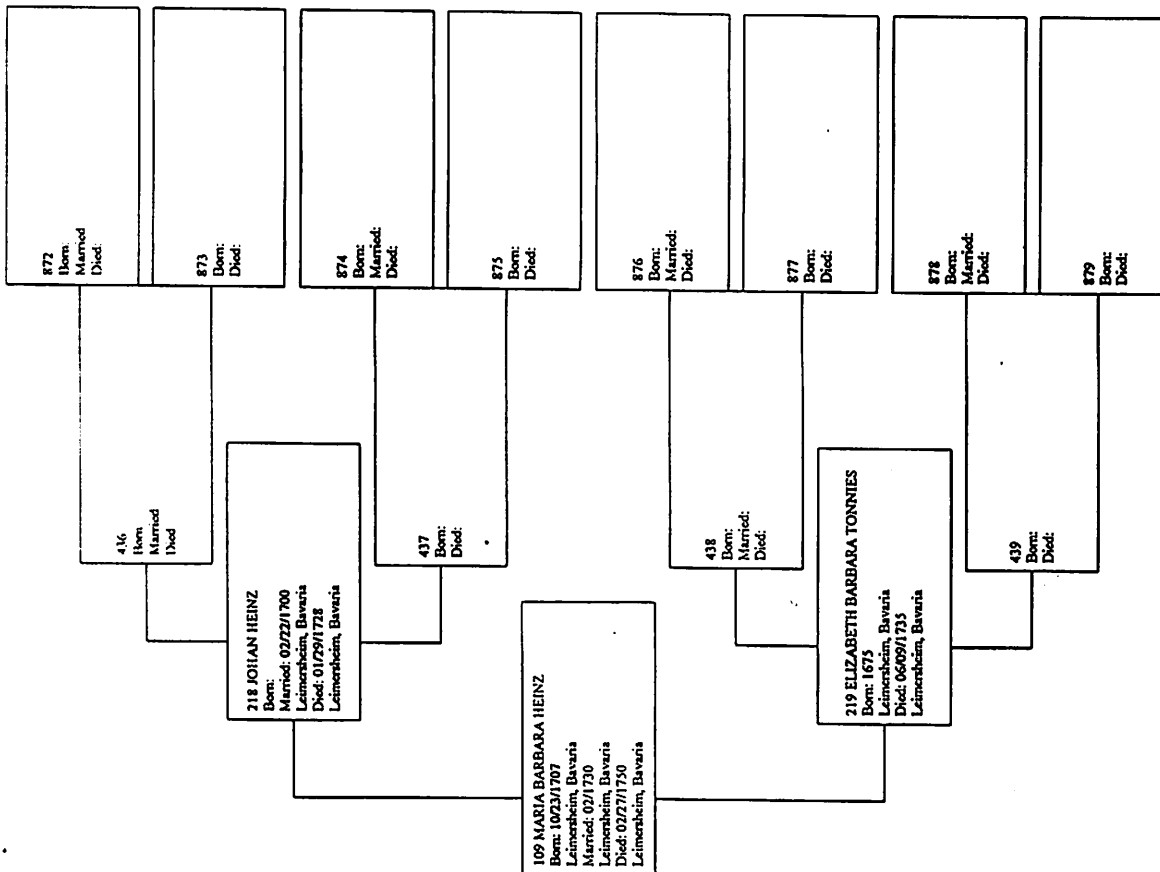 872
Born:
Married
Died:
873
Born:
Died:
874
Born:
Married:
Died:
875
Born:
Died:
876
Born:
Married:
Died:
877
Born:
Died:
878
Born:
Married:
Died:
879
Born:
Died:
436
Born
Married
Died
437
Born:
Died:
438
Born:
Married:
Died:
439
Born:
Died:
218 JOHAN HEINZ
Born:
Married: 02/22/1700
Leimersheim, Bavaria
Died: 01/29/1728
Leimersheim, Bavaria
219 ELIZABETH BARBARA TONNIES
Born: 1675
Leimersheim, Bavaria
Died: 06/09/1735
Leimersheim, Bavaria
109 MARIA BARBARA HEINZ
Born: 10/23/1707
Leimersheim, Bavaria
Married: 02/1730
Leimersheim, Bavaria
Died: 02/27/1750
Leimersheim, Bavaria